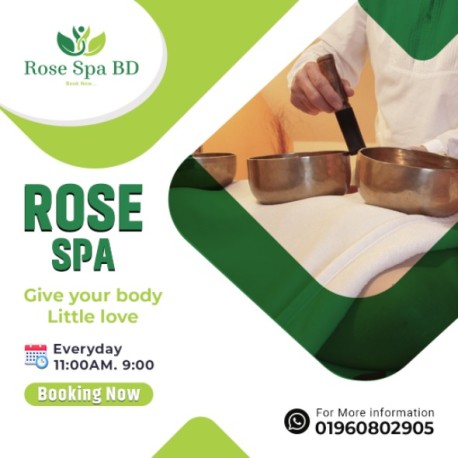 Rose Spa BD
Book Now...
ROSE
SPA
Give your body
Little love
Everyday
11:00AM. 9:00
Booking Now
For More information
01960802905